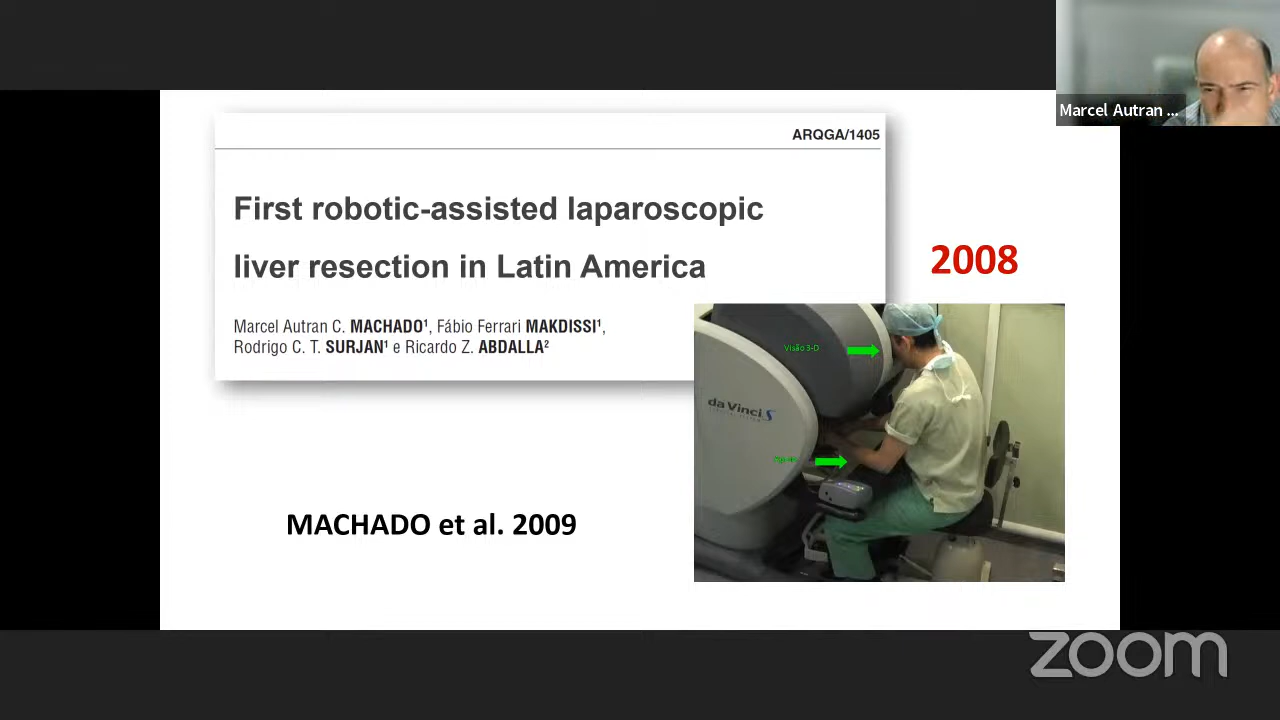 Marcel Autran ...
ARQGA/1405
First robotic-assisted laparoscopic
liver resection in Latin America
Marcel Autran C. MACHADO¹, Fábio Ferrari MAKDISSI¹,
Rodrigo C. T. SURJAN¹ e Ricardo Z. ABDALLA²
2008
Visão 3-D
da Vinci S
MACHADO et al. 2009
zoom